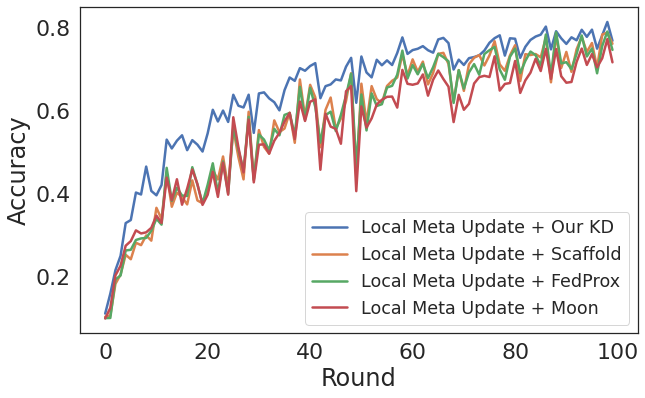 0.8
0.6
0.4
0.2
Accuracy
Local Meta Update + Our KD
Local Meta Update + Scaffold
Local Meta Update + FedProx
Local Meta Update + Moon
0 20 40 60 80 100
Round